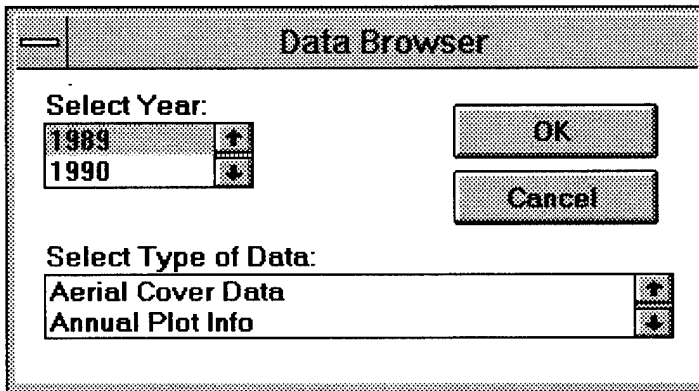 Data Browser
Select Year:
1989
1990
OK
Cancel
Select Type of Data:
Aerial Cover Data
Annual Plot Info